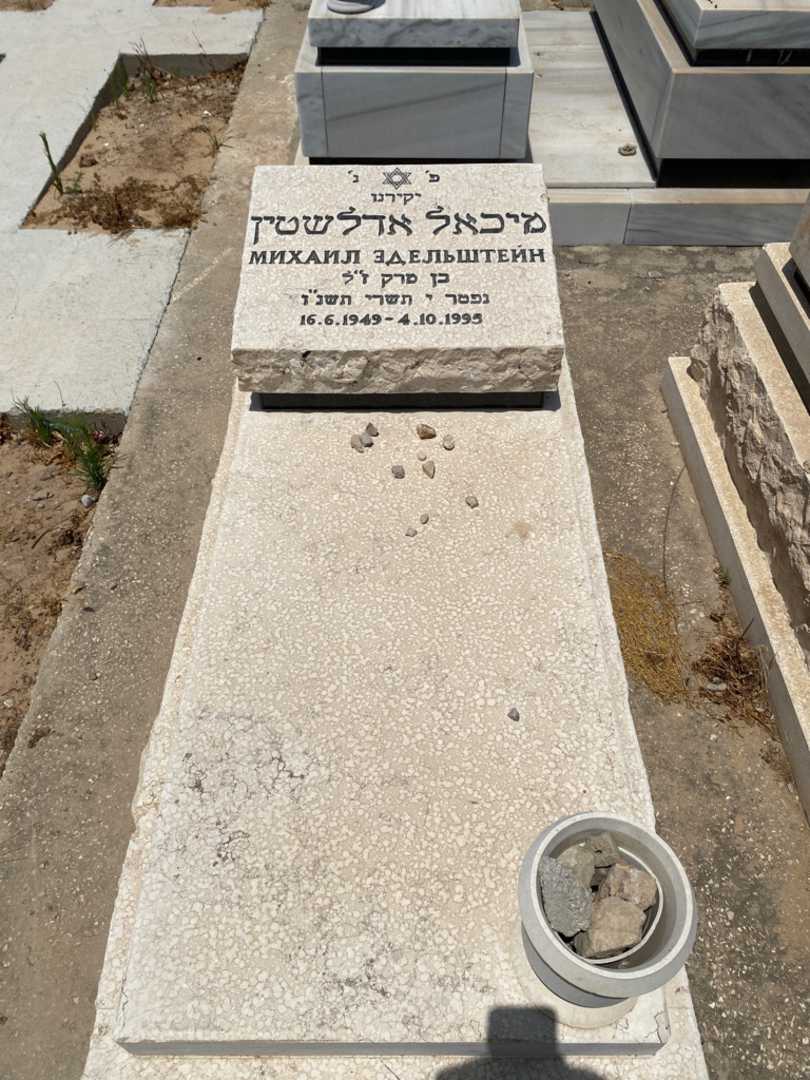 פ׳ נ׳
יקירנו
מיכאל אדלשטין
МИХАИЛ ЭДЕЛЬШТЕЙН
בן מרק ז״ל
נפטר י תשרי תשנ״ו
16.6.1949-4.10.1995